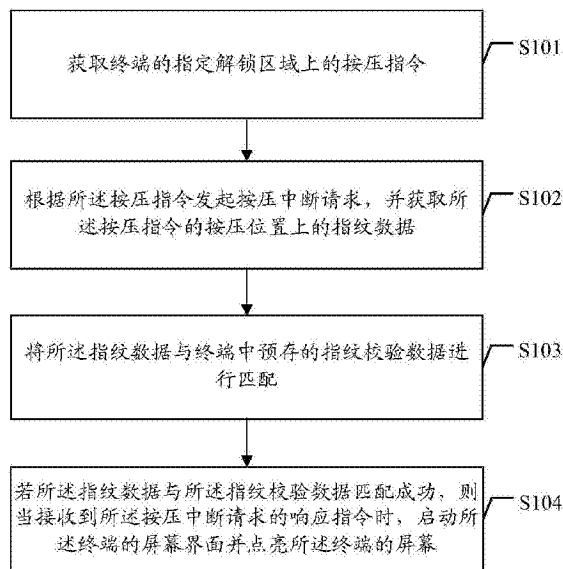 获取终端的指定解锁区域上的按压指令
S101
根据所述按压指令发起按压中断请求，并获取所
述按压指令的按压位置上的指纹数据
S102
将所述指纹数据与终端中预存的指纹校验数据进
行匹配
S103
若所述指纹数据与所述指纹校验数据匹配成功，则
当接收到所述按压中断请求的响应指令时，启动所
述终端的屏幕界面并点亮所述终端的屏幕
S104